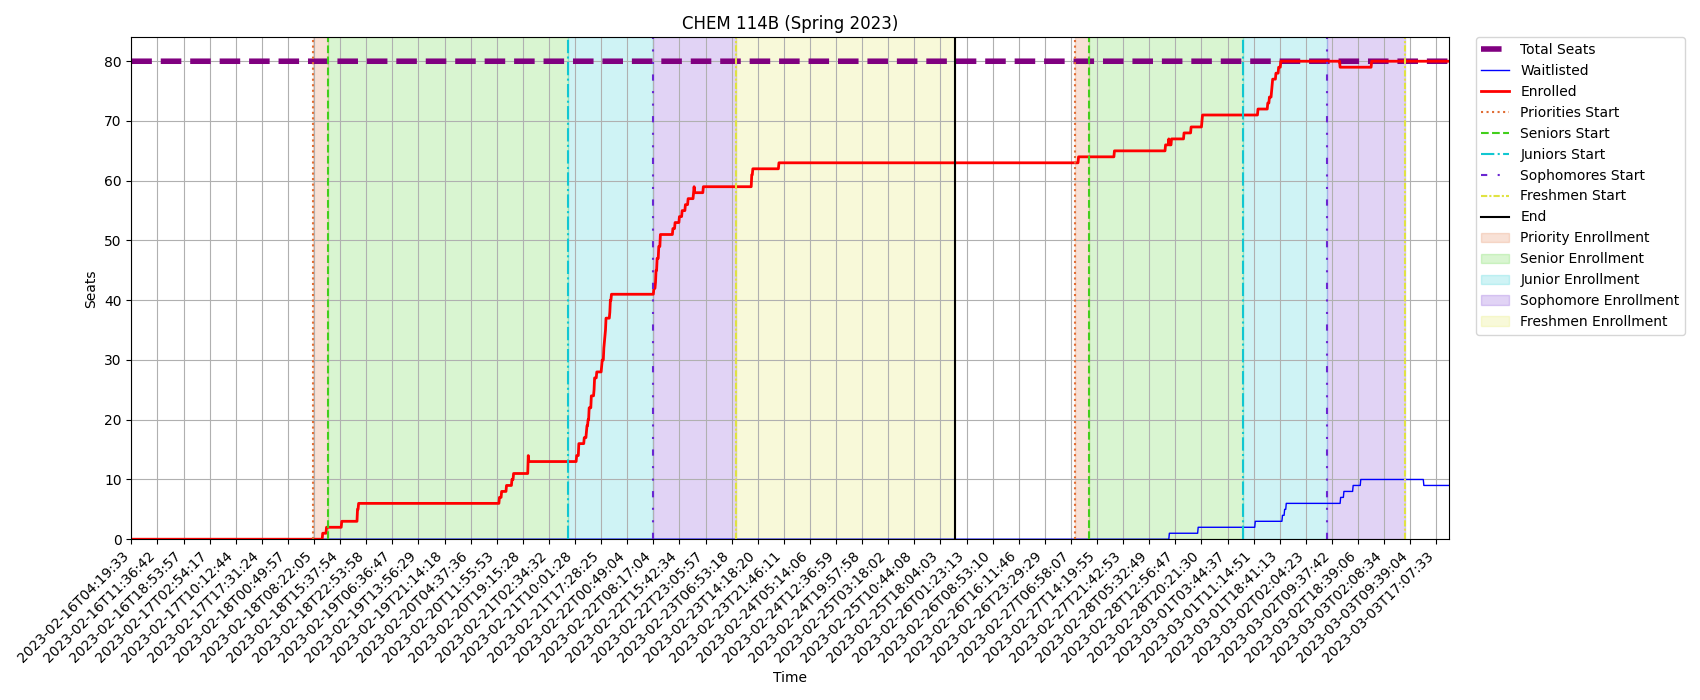 CHEM 114B (Spring 2023)
Seats
80
70
60
50
40
30
20
10
0
2023-02-16T04:19:33
2023-02-16T11:36:42
2023-02-16T18:53:57
2023-02-17T02:54:17
2023-02-17T10:12:44
2023-02-17T17:31:24
2023-02-18T00:49:57
2023-02-18T08:22:05
2023-02-18T15:37:54
2023-02-18T22:53:58
2023-02-19T06:36:47
2023-02-19T13:56:29
2023-02-19T21:14:18
2023-02-20T04:37:36
2023-02-20T11:55:53
2023-02-20T19:15:28
2023-02-21T02:34:32
2023-02-21T10:01:28
2023-02-21T17:28:25
2023-02-22T00:49:04
2023-02-22T08:17:04
2023-02-22T15:42:34
2023-02-22T23:05:57
2023-02-23T06:53:18
2023-02-23T14:18:20
2023-02-23T21:46:11
2023-02-24T05:14:06
2023-02-24T12:36:59
2023-02-24T19:57:58
2023-02-25T03:18:02
2023-02-25T10:44:08
2023-02-25T18:04:03
2023-02-26T01:23:13
2023-02-26T08:53:10
2023-02-26T16:11:46
2023-02-26T23:29:29
2023-02-27T06:58:07
2023-02-27T14:19:55
2023-02-27T21:42:53
2023-02-28T05:32:49
2023-02-28T12:56:47
2023-02-28T20:21:30
2023-03-01T03:44:37
2023-03-01T11:14:51
2023-03-01T18:41:13
2023-03-02T02:04:23
2023-03-02T09:37:42
2023-03-02T18:39:06
2023-03-03T02:08:34
2023-03-03T09:39:04
2023-03-03T17:07:33
Time
Total Seats
Waitlisted
Enrolled
Priorities Start
Seniors Start
Juniors Start
Sophomores Start
Freshmen Start
End
Priority Enrollment
Senior Enrollment
Junior Enrollment
Sophomore Enrollment
Freshmen Enrollment